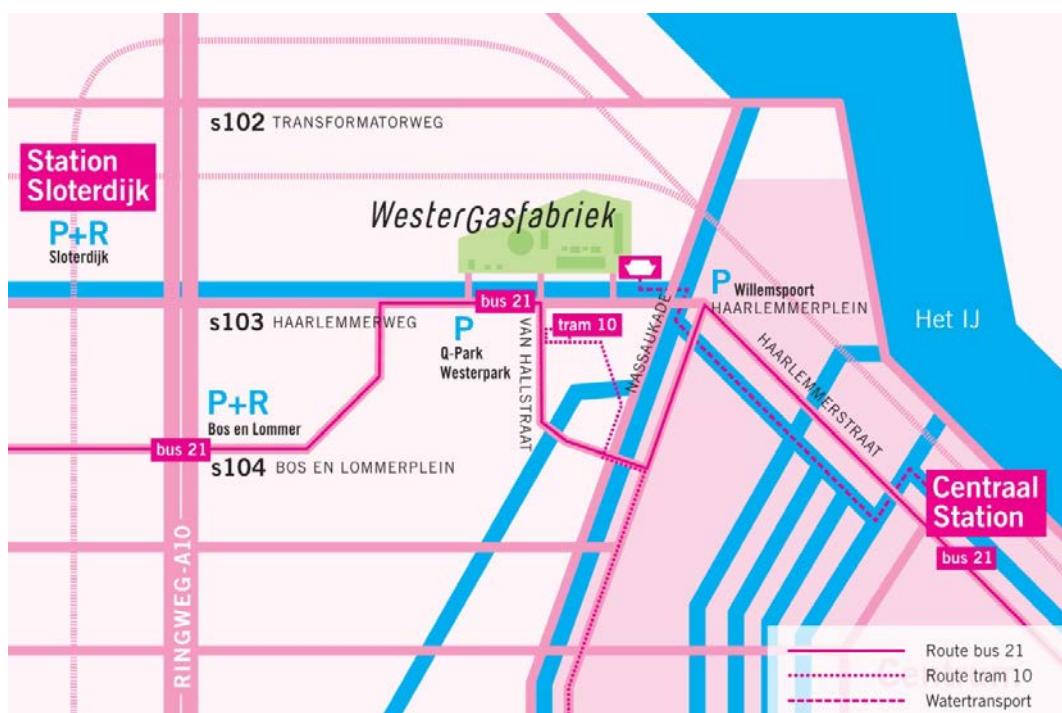 s102 TRANSFORMATORWEG
Station
Sloterdijk
P+R
Sloterdijk
WesterGasfabriek
bus 21
s103 HAARLEMMERWEG
P
Q-Park
Westerpark
VAN HALLSTRAAT
tram 10
NASSAUKADE
P Willemspoort
HAARLEMMERPLEIN
Het IJ
HAARLEMMERSTRAAT
P+R
Bos en Lommer
bus 21
s104 BOS EN LOMMERPLEIN
RINGWEG-A10
Centraal
Station
bus 21
Centrum
Route bus 21
Route tram 10
Watertransport